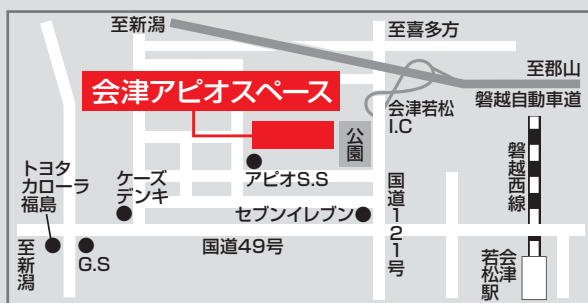 至新潟
至喜多方
至郡山
磐越自動車道
会津アピオスペース
会津若松
I.C
公園
アピオS.S
トヨタ
カローラ
福島
ケーズ
デンキ
セブンイレブン
国道121号
磐越西線
国道49号
至新潟
G.S
会津
若松駅